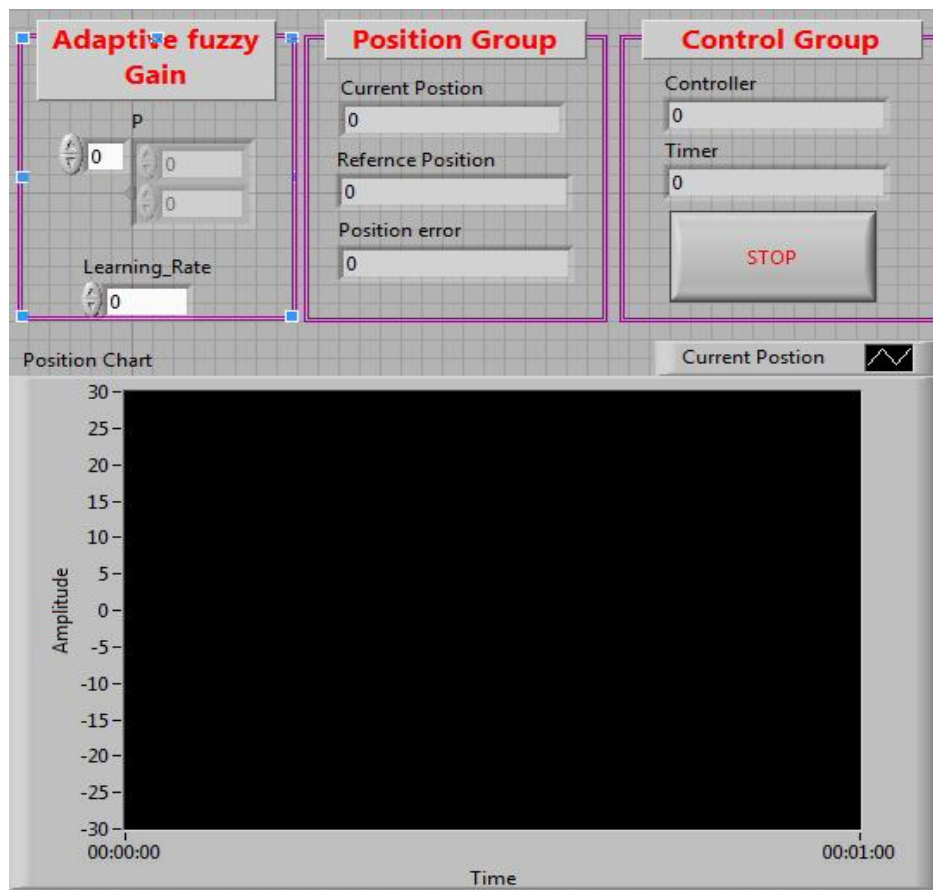 Adaptive fuzzy
Gain
P
0
0
0
Learning_Rate
0
Position Group
Current Postion
0
Refernce Position
0
Position error
0
Control Group
Controller
0
Timer
0
STOP
Position Chart
Current Postion
30
25
20
15
10
5
0
-5
-10
-15
-20
-25
-30
Amplitude
00:00:00
00:01:00
Time